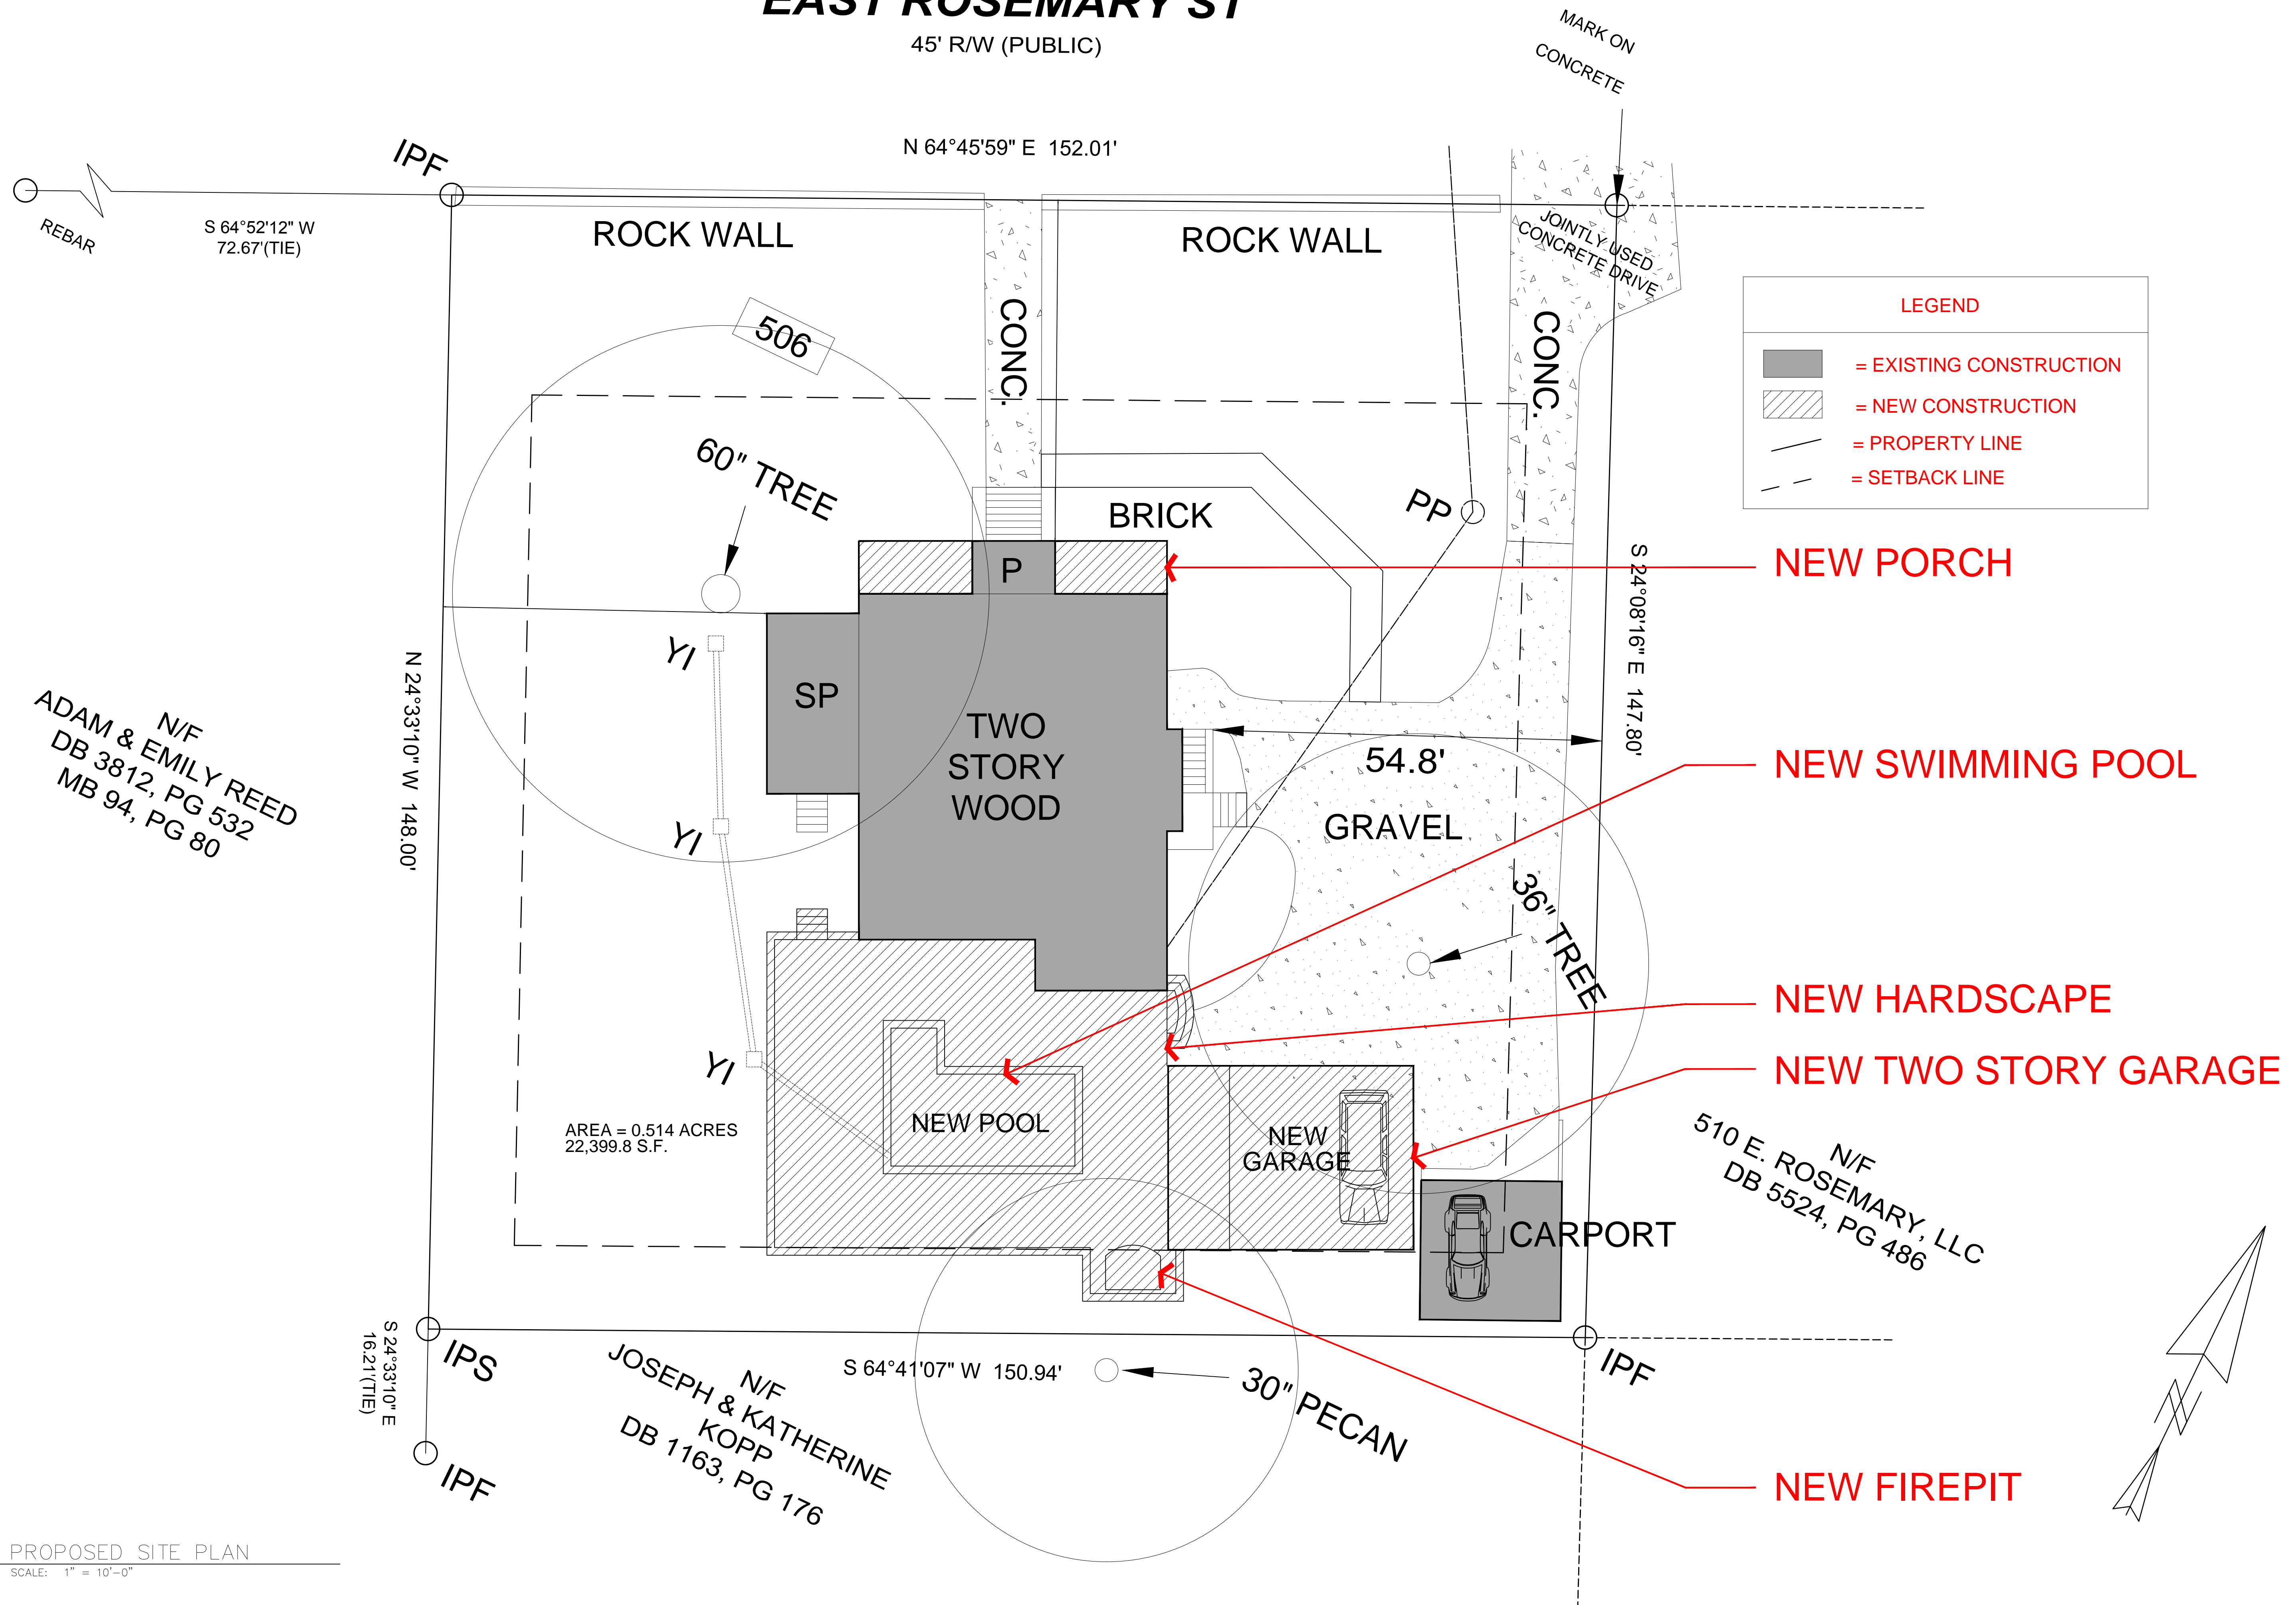 EAST ROSEMARY ST
45' R/W (PUBLIC)
MARK ON
CONCRETE
N 64°45'59" E 152.01'
IPF
REBAR
S 64°52'12" W
72.67'(TIE)
ROCK WALL
ROCK WALL
JOINTLY USED
CONCRETE DRIVE
506
CONC.
CONC.
LEGEND
= EXISTING CONSTRUCTION
= NEW CONSTRUCTION
= PROPERTY LINE
= SETBACK LINE
60" TREE
BRICK
PP
P
NEW PORCH
S 24°08'16" E 147.80'
YI
SP
TWO
STORY
WOOD
54.8'
NEW SWIMMING POOL
N 24°33'10" W 148.00'
N/F
ADAM & EMILY REED
DB 3812, PG 532
MB 94, PG 80
YI
GRAVEL
36" TREE
NEW HARDSCAPE
YI
NEW TWO STORY GARAGE
AREA = 0.514 ACRES
22,399.8 S.F.
NEW POOL
NEW
GARAGE
N/F
510 E. ROSEMARY, LLC
DB 5524, PG 486
CARPORT
IPS
S 24°33'10" E
16.21'(TIE)
S 64°41'07" W 150.94'
IPF
N/F
JOSEPH & KATHERINE
KOPP
DB 1163, PG 176
30" PECAN
IPF
NEW FIREPIT
N
PROPOSED SITE PLAN
SCALE: 1" = 10'-0"